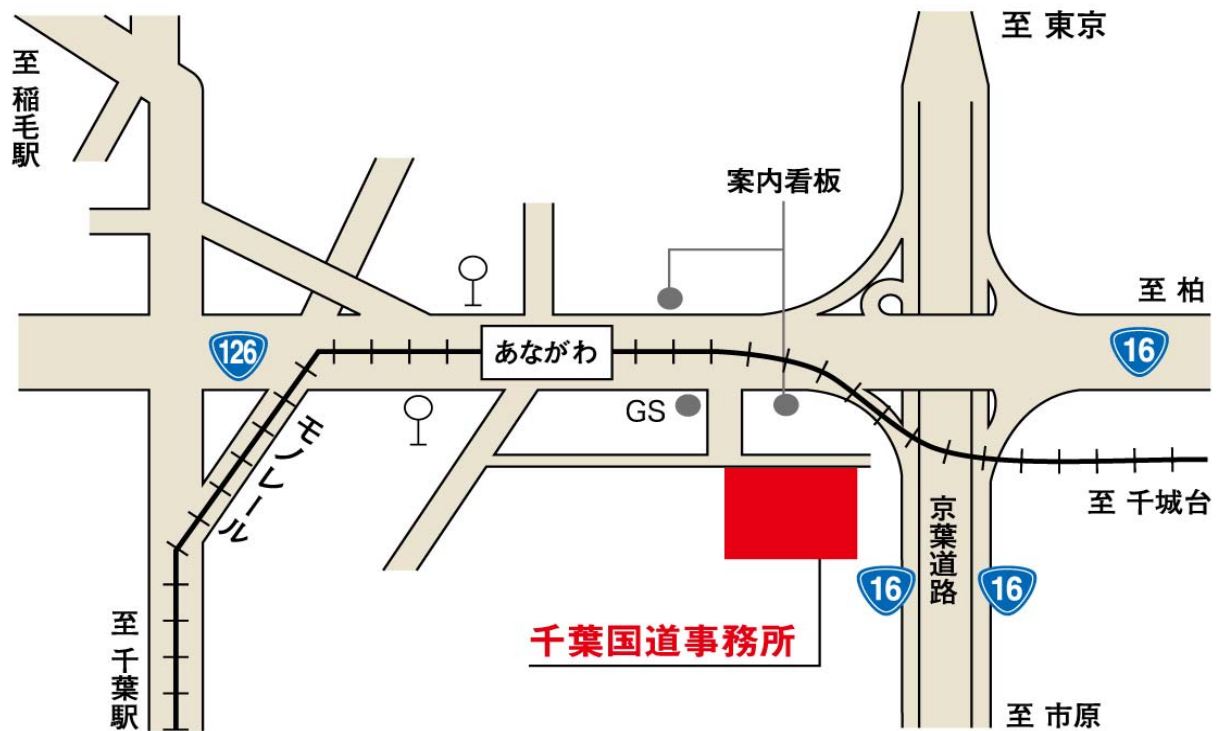 至 東京
至 稲毛駅
案内看板
至 柏
126
あながわ
16
GS
モノレール
至 千城台
京葉道路
16
16
千葉国道事務所
至 千葉駅
至 市原